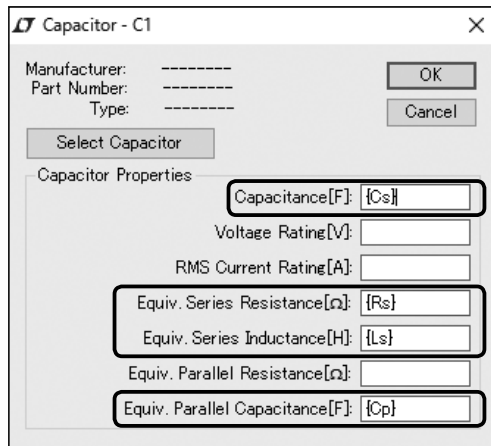 Capacitor - C1
Manufacturer: --------
Part Number: --------
Type: --------
OK
Cancel
Select Capacitor
Capacitor Properties
Capacitance[F]: {Cs}
Voltage Rating[V]:
RMS Current Rating[A]:
Equiv. Series Resistance[Ω]: {Rs}
Equiv. Series Inductance[H]: {Ls}
Equiv. Parallel Resistance[Ω]:
Equiv. Parallel Capacitance[F]: {Cp}